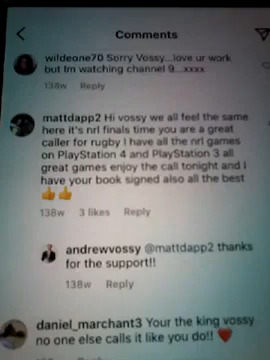 Comments
wildeone70 Sorry Vossy...love ur work
but Im watching channel 9...xxxx
138w Reply
mattdapp2 Hi vossy we all feel the same
here it's nrl finals time you are a great
caller for rugby I have all the nrl games
on PlayStation 4 and PlayStation 3 all
great games enjoy the call tonight and I
have your book signed also all the best
👍👍
138w 3 likes Reply
andrewvossy @mattdapp2 thanks
for the support!!
138w Reply
daniel_marchant3 Your the king vossy
no one else calls it like you do!! ❤️